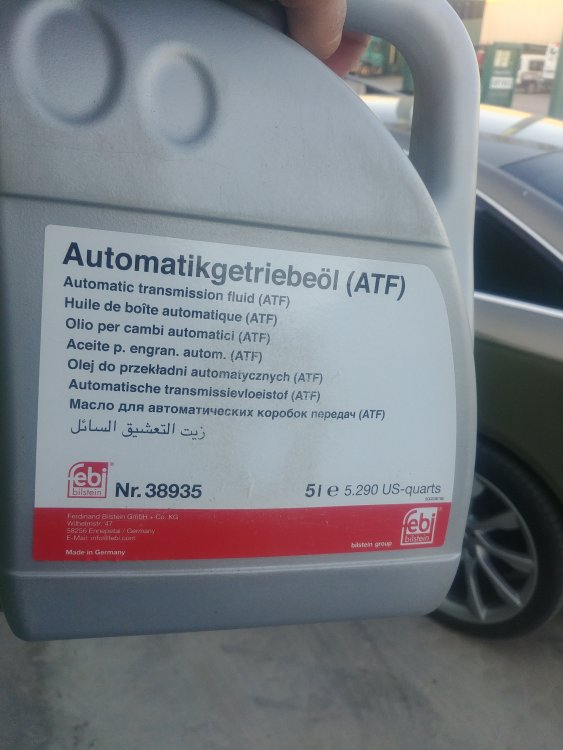 Automatikgetriebeöl (ATF)
Automatic transmission fluid (ATF)
Huile de boîte automatique (ATF)
Olio per cambi automatici (ATF)
Aceite p. engran. autom. (ATF)
Olej do przekładni automatycznych (ATF)
Automatische transmissievloeistof (ATF)
Масло для автоматических коробок передач (ATF)
زيت التعشيق السائل
febi
bilstein
Nr. 38935
5l e 5.290 US-quarts
Ferdinand Bilstein GmbH + Co. KG
Wilhelmstr. 47
58256 Ennepetal / Germany
E-Mail: info@febi.com
Made in Germany
bilstein group
febi
bilstein